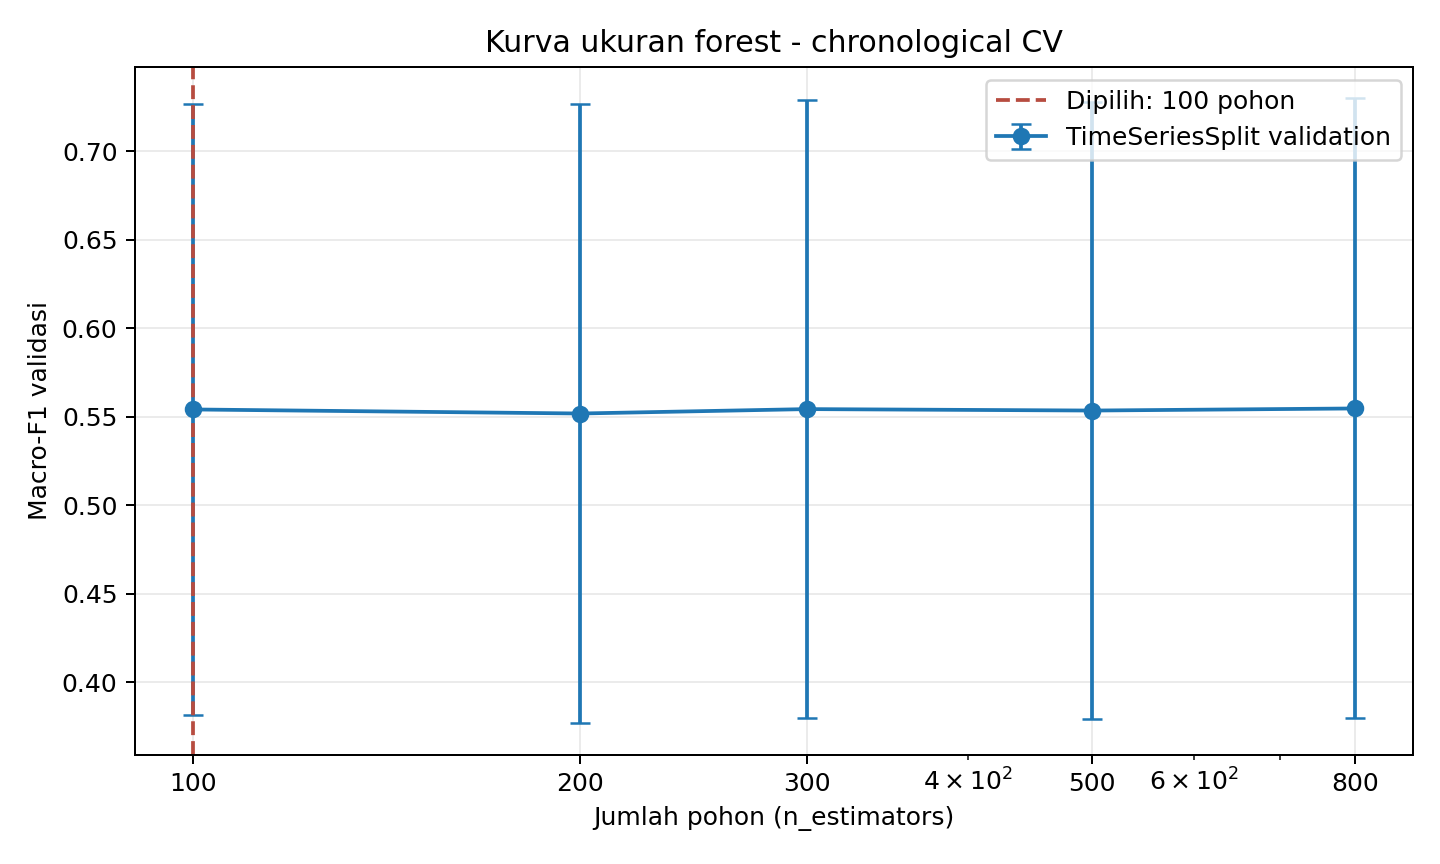 Kurva ukuran forest - chronological CV
Dipilih: 100 pohon
TimeSeriesSplit validation
Macro-F1 validasi
0.70
0.65
0.60
0.55
0.50
0.45
0.40
100 200 300 4 × 10² 500 6 × 10² 800
Jumlah pohon (n_estimators)